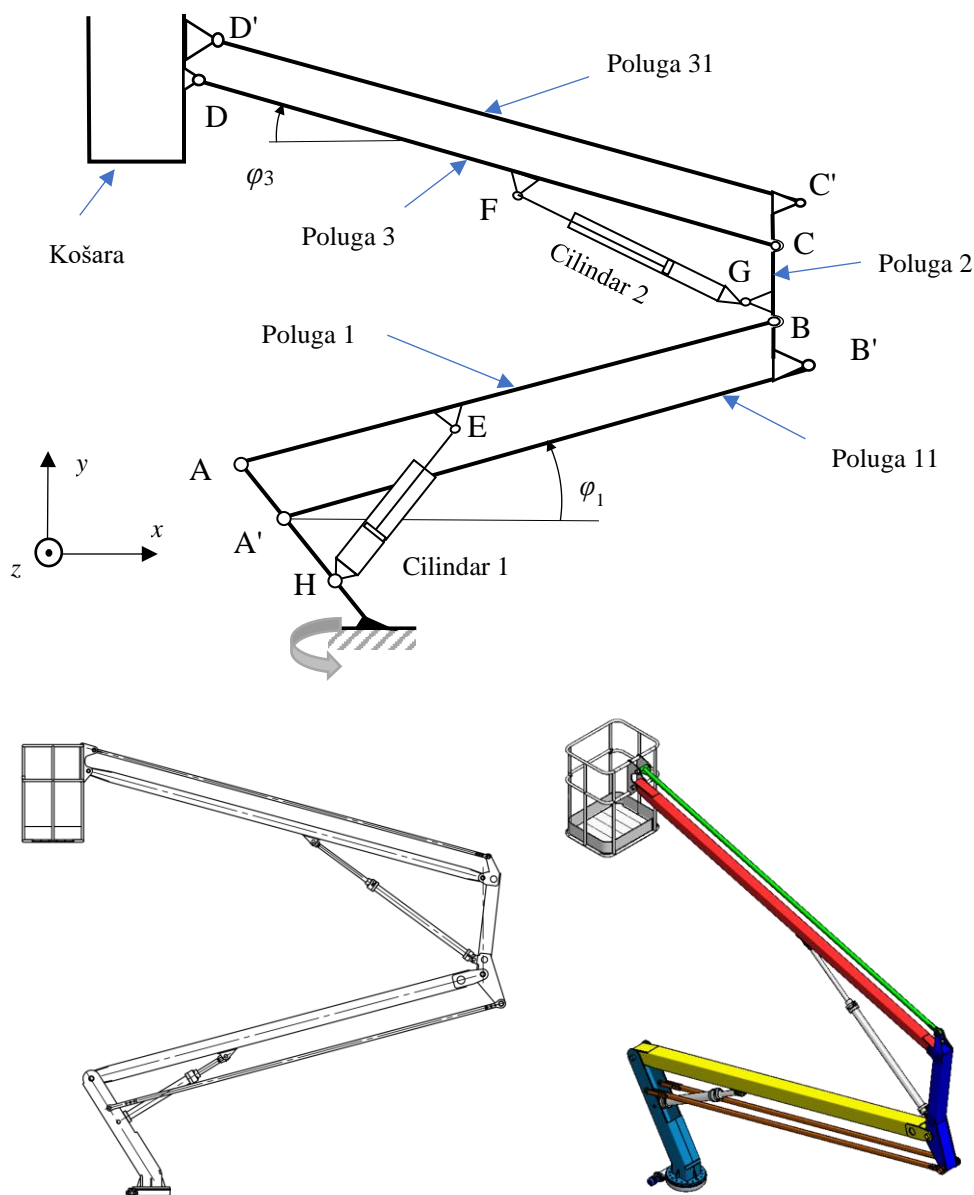 D'
Poluga 31
D
φ3
C'
F
Poluga 3
C
Košara
Cilindar 2
G
Poluga 2
B
Poluga 1
B'
E
A
Poluga 11
y
φ1
x
A'
z
Cilindar 1
H